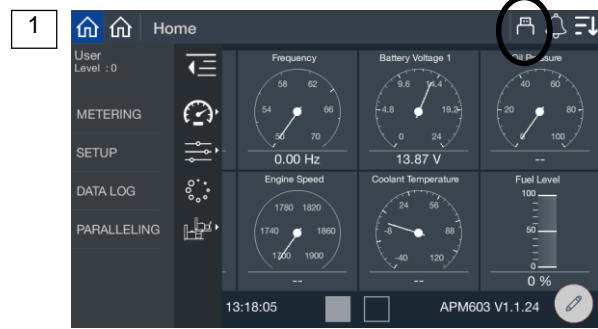 1
Home
User
Level : 0
METERING
SETUP
DATA LOG
PARALLELING
Frequency
54 58 62 66 50 70
0.00 Hz
Battery Voltage 1
-4.8 9.6 14.4 19.2 0 24
13.87 V
Oil Pressure
20 40 60 80 0 100
--
Engine Speed
1740 1780 1820 1860 1700 1900
--
Coolant Temperature
-8 24 56 88 -40 120
--
Fuel Level
100
50
0
0 %
13:18:05
APM603 V1.1.24